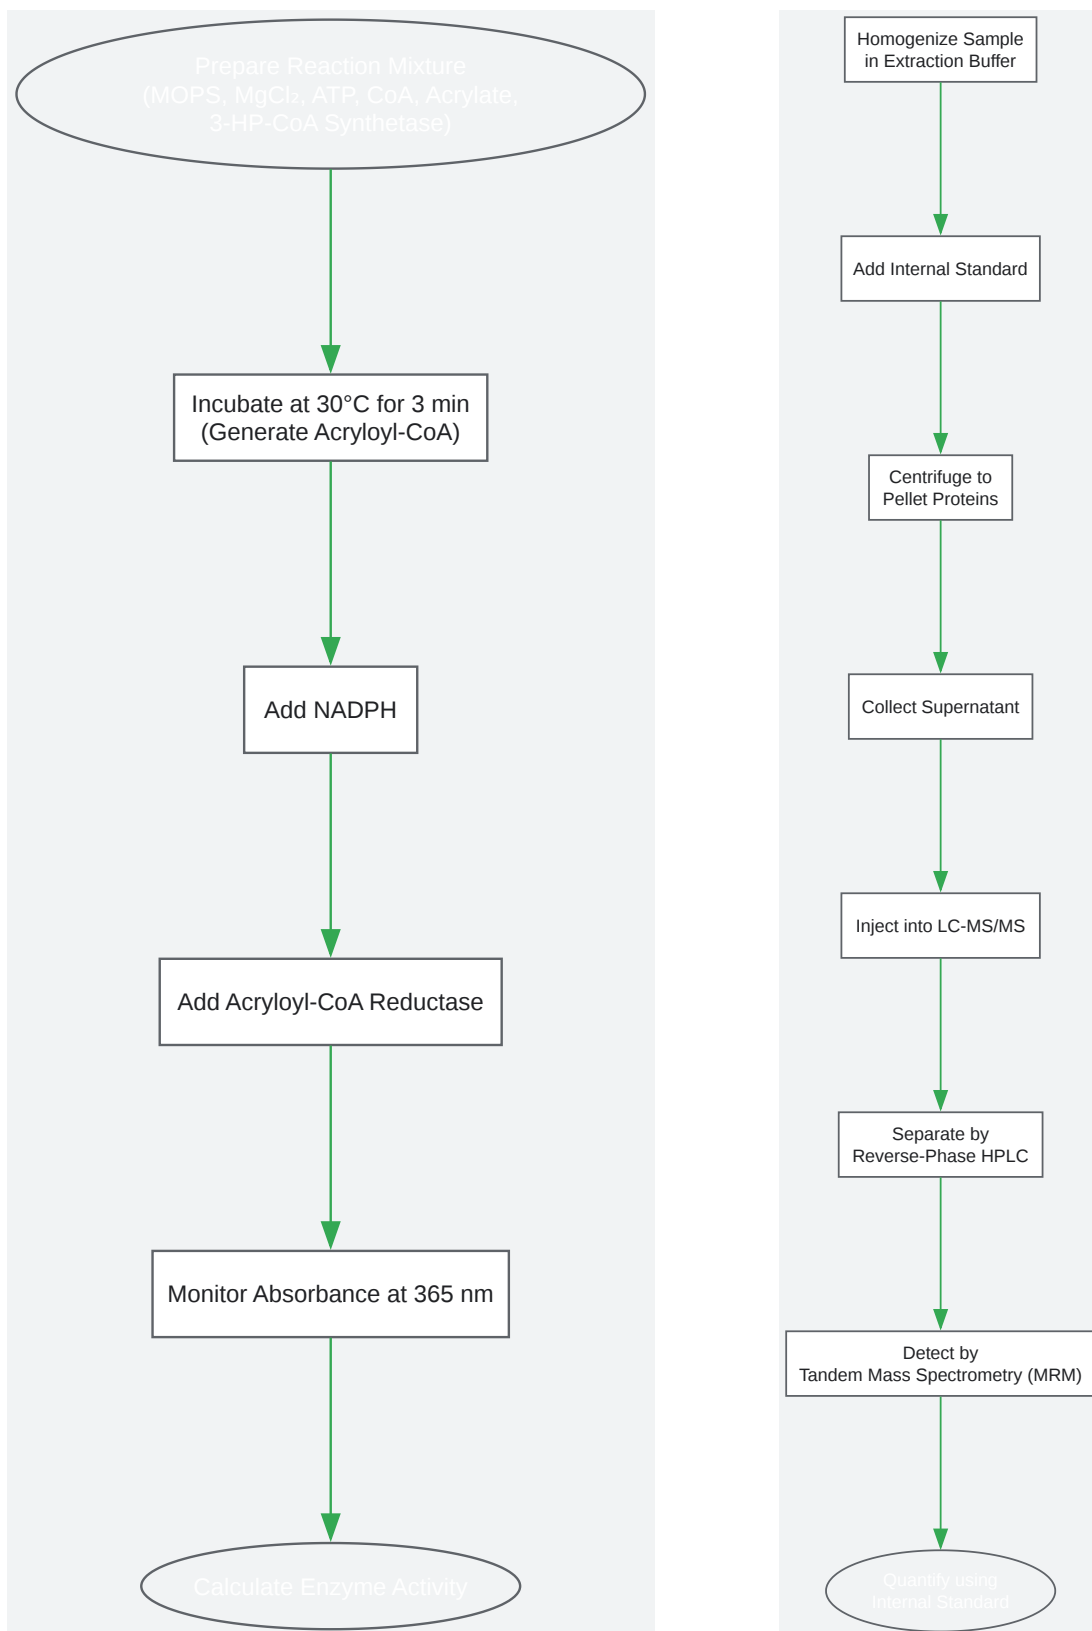 Prepare Reaction Mixture
(MOPS, MgCl₂, ATP, CoA, Acrylate,
3-HP-CoA Synthetase)
Incubate at 30°C for 3 min
(Generate Acryloyl-CoA)
Add NADPH
Add Acryloyl-CoA Reductase
Monitor Absorbance at 365 nm
Calculate Enzyme Activity
Homogenize Sample
in Extraction Buffer
Add Internal Standard
Centrifuge to
Pellet Proteins
Collect Supernatant
Inject into LC-MS/MS
Separate by
Reverse-Phase HPLC
Detect by
Tandem Mass Spectrometry (MRM)
Quantify using
Internal Standard